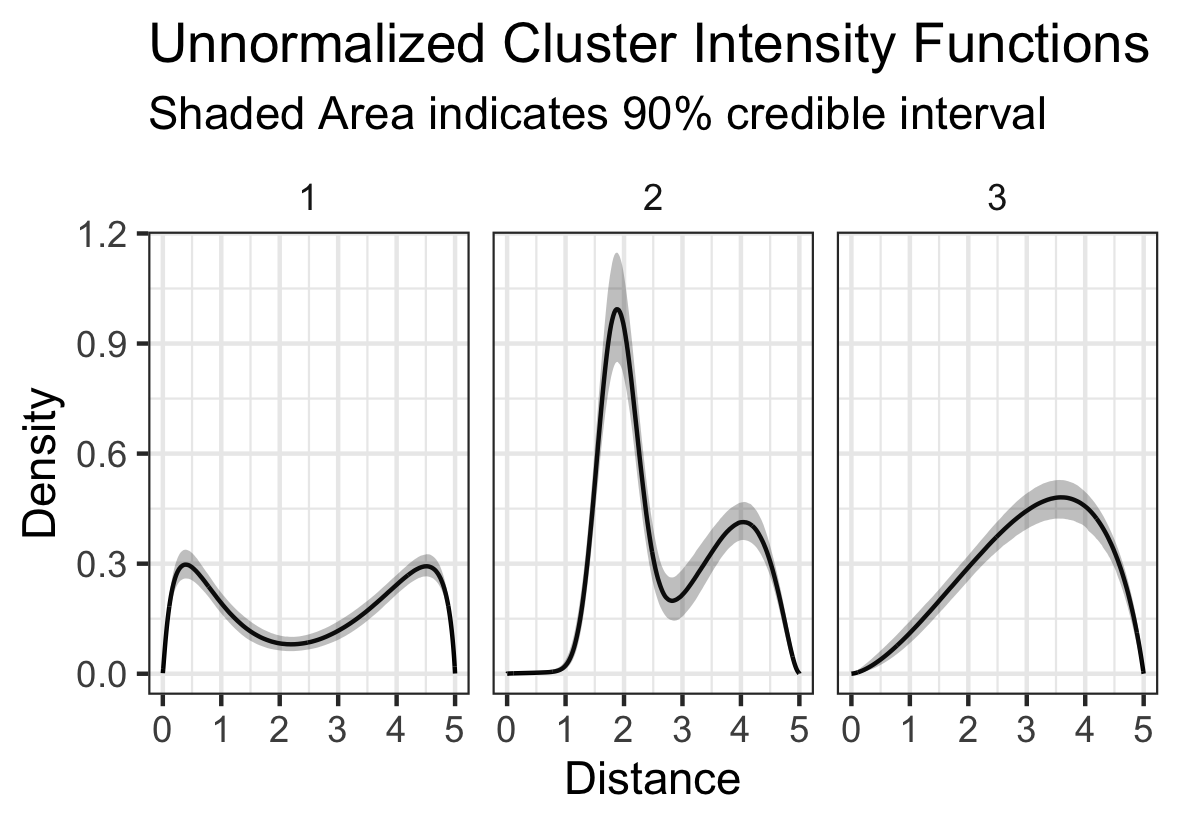 Unnormalized Cluster Intensity Functions
Shaded Area indicates 90% credible interval
1 2 3
1.2
0.9
0.6
0.3
0.0
Density
0 1 2 3 4 5 0 1 2 3 4 5 0 1 2 3 4 5
Distance